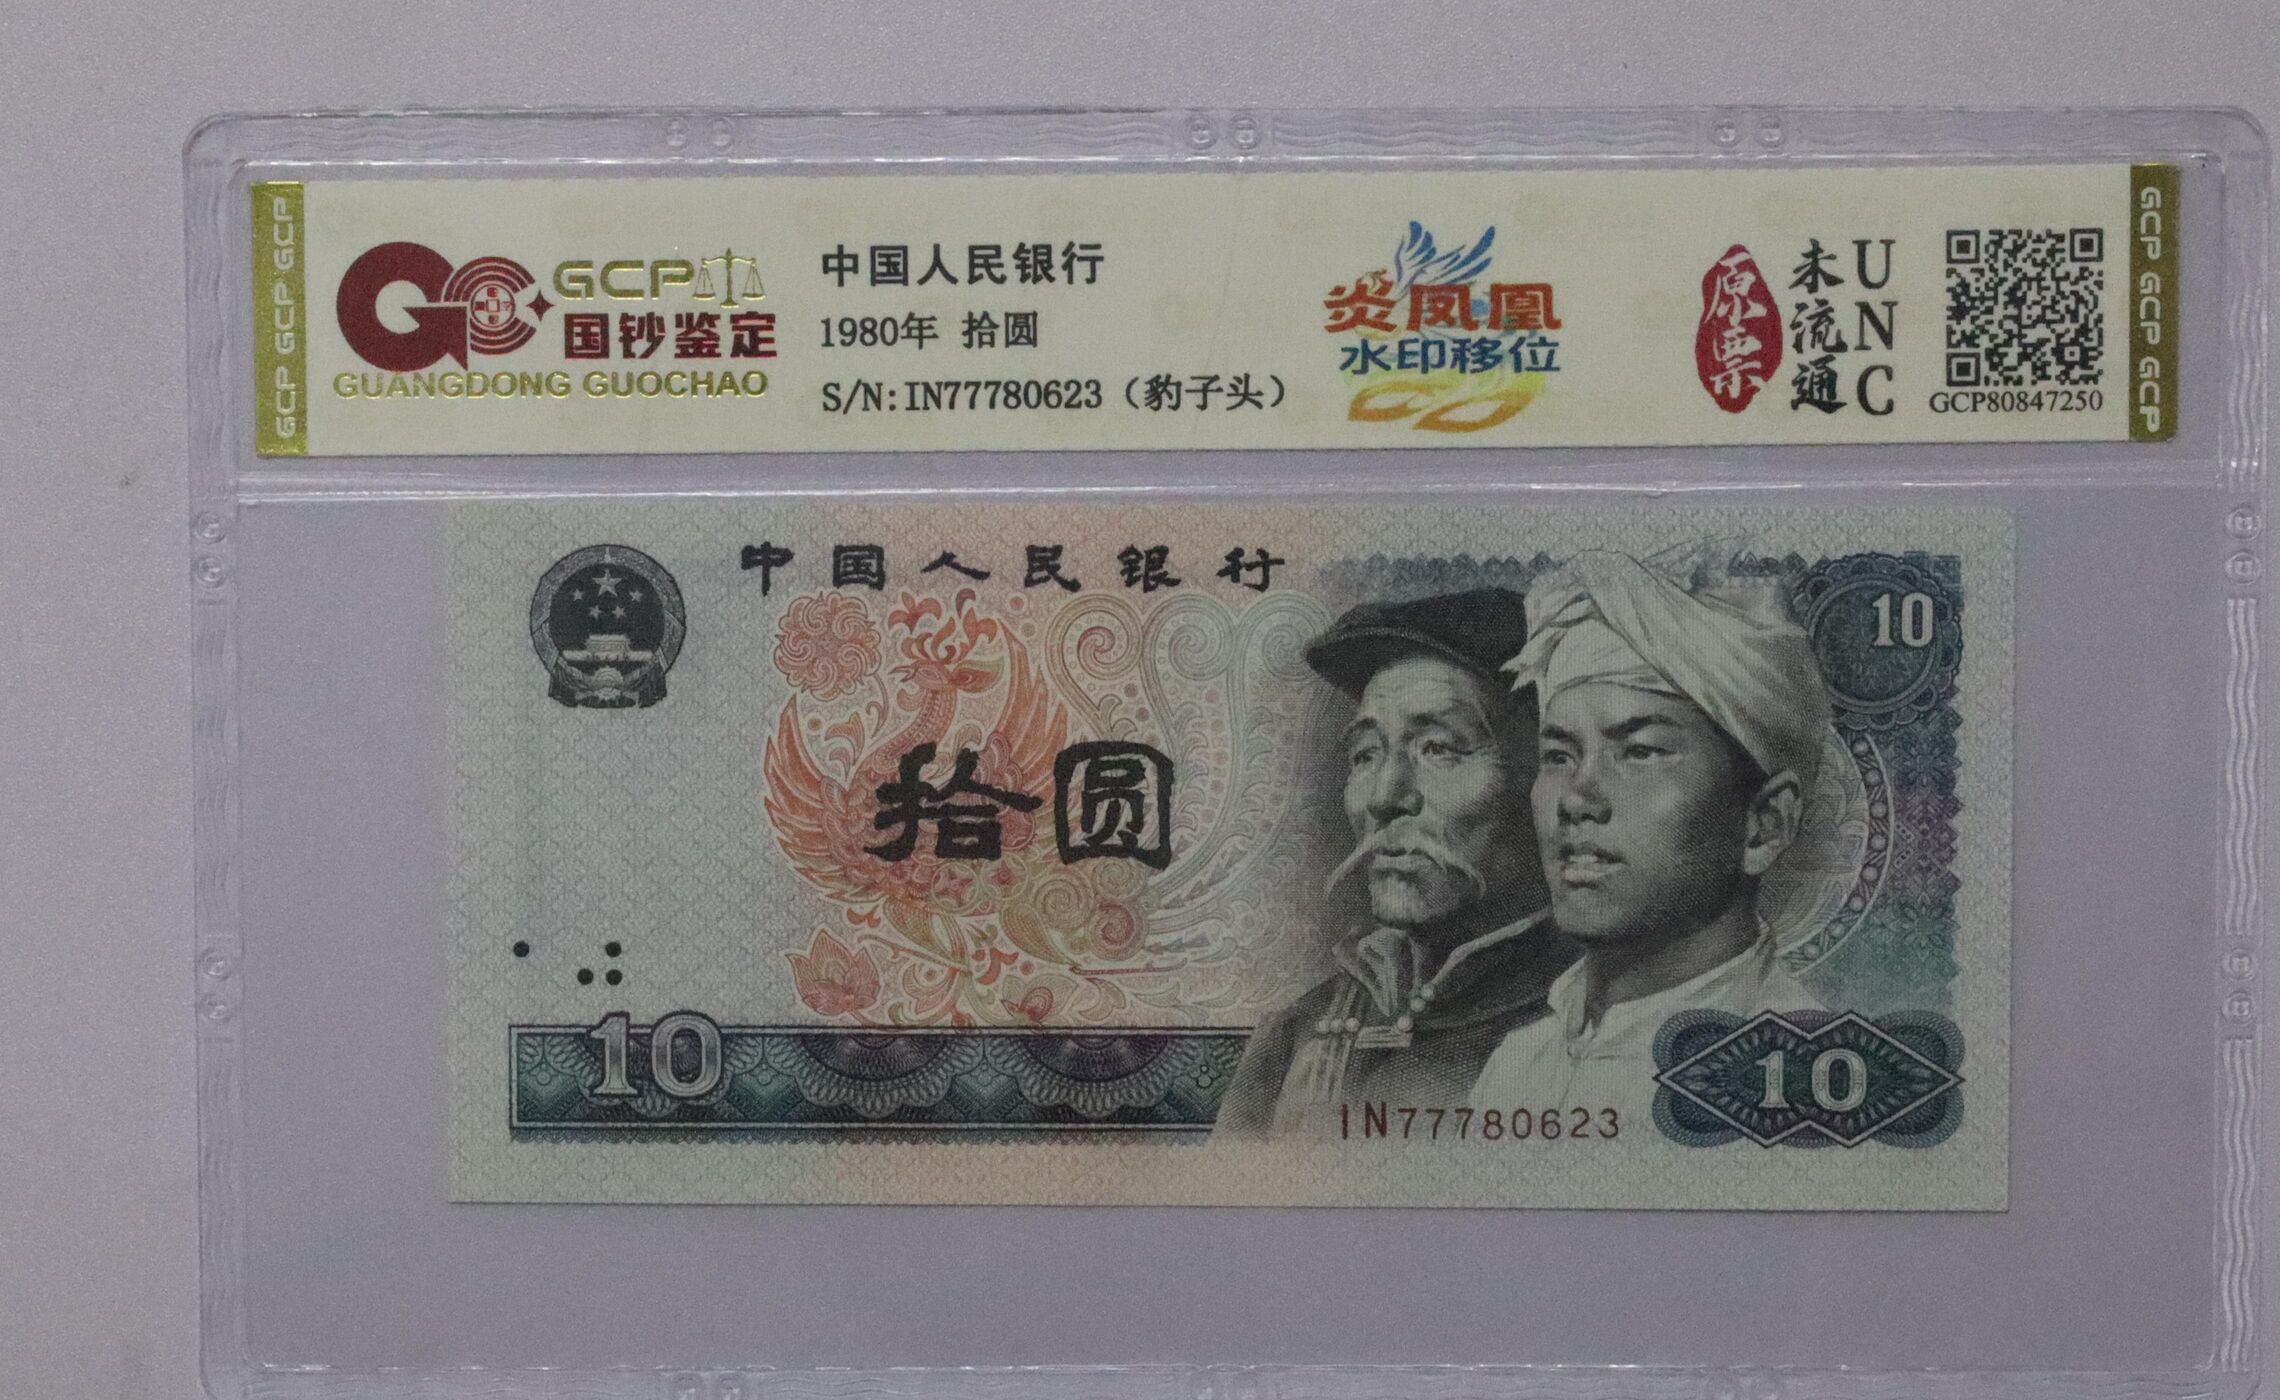 GCP GCP GCP
GCP
国钞鉴定
GUANGDONG GUOCHAO
中国人民银行
1980年 拾圆
S/N:IN77780623（豹子头）
炎凤凰
水印移位
原票
未流通
UNC
GCP80847250
GCP GCP GCP
中国人民银行
10
拾圆
10
IN77780623
10